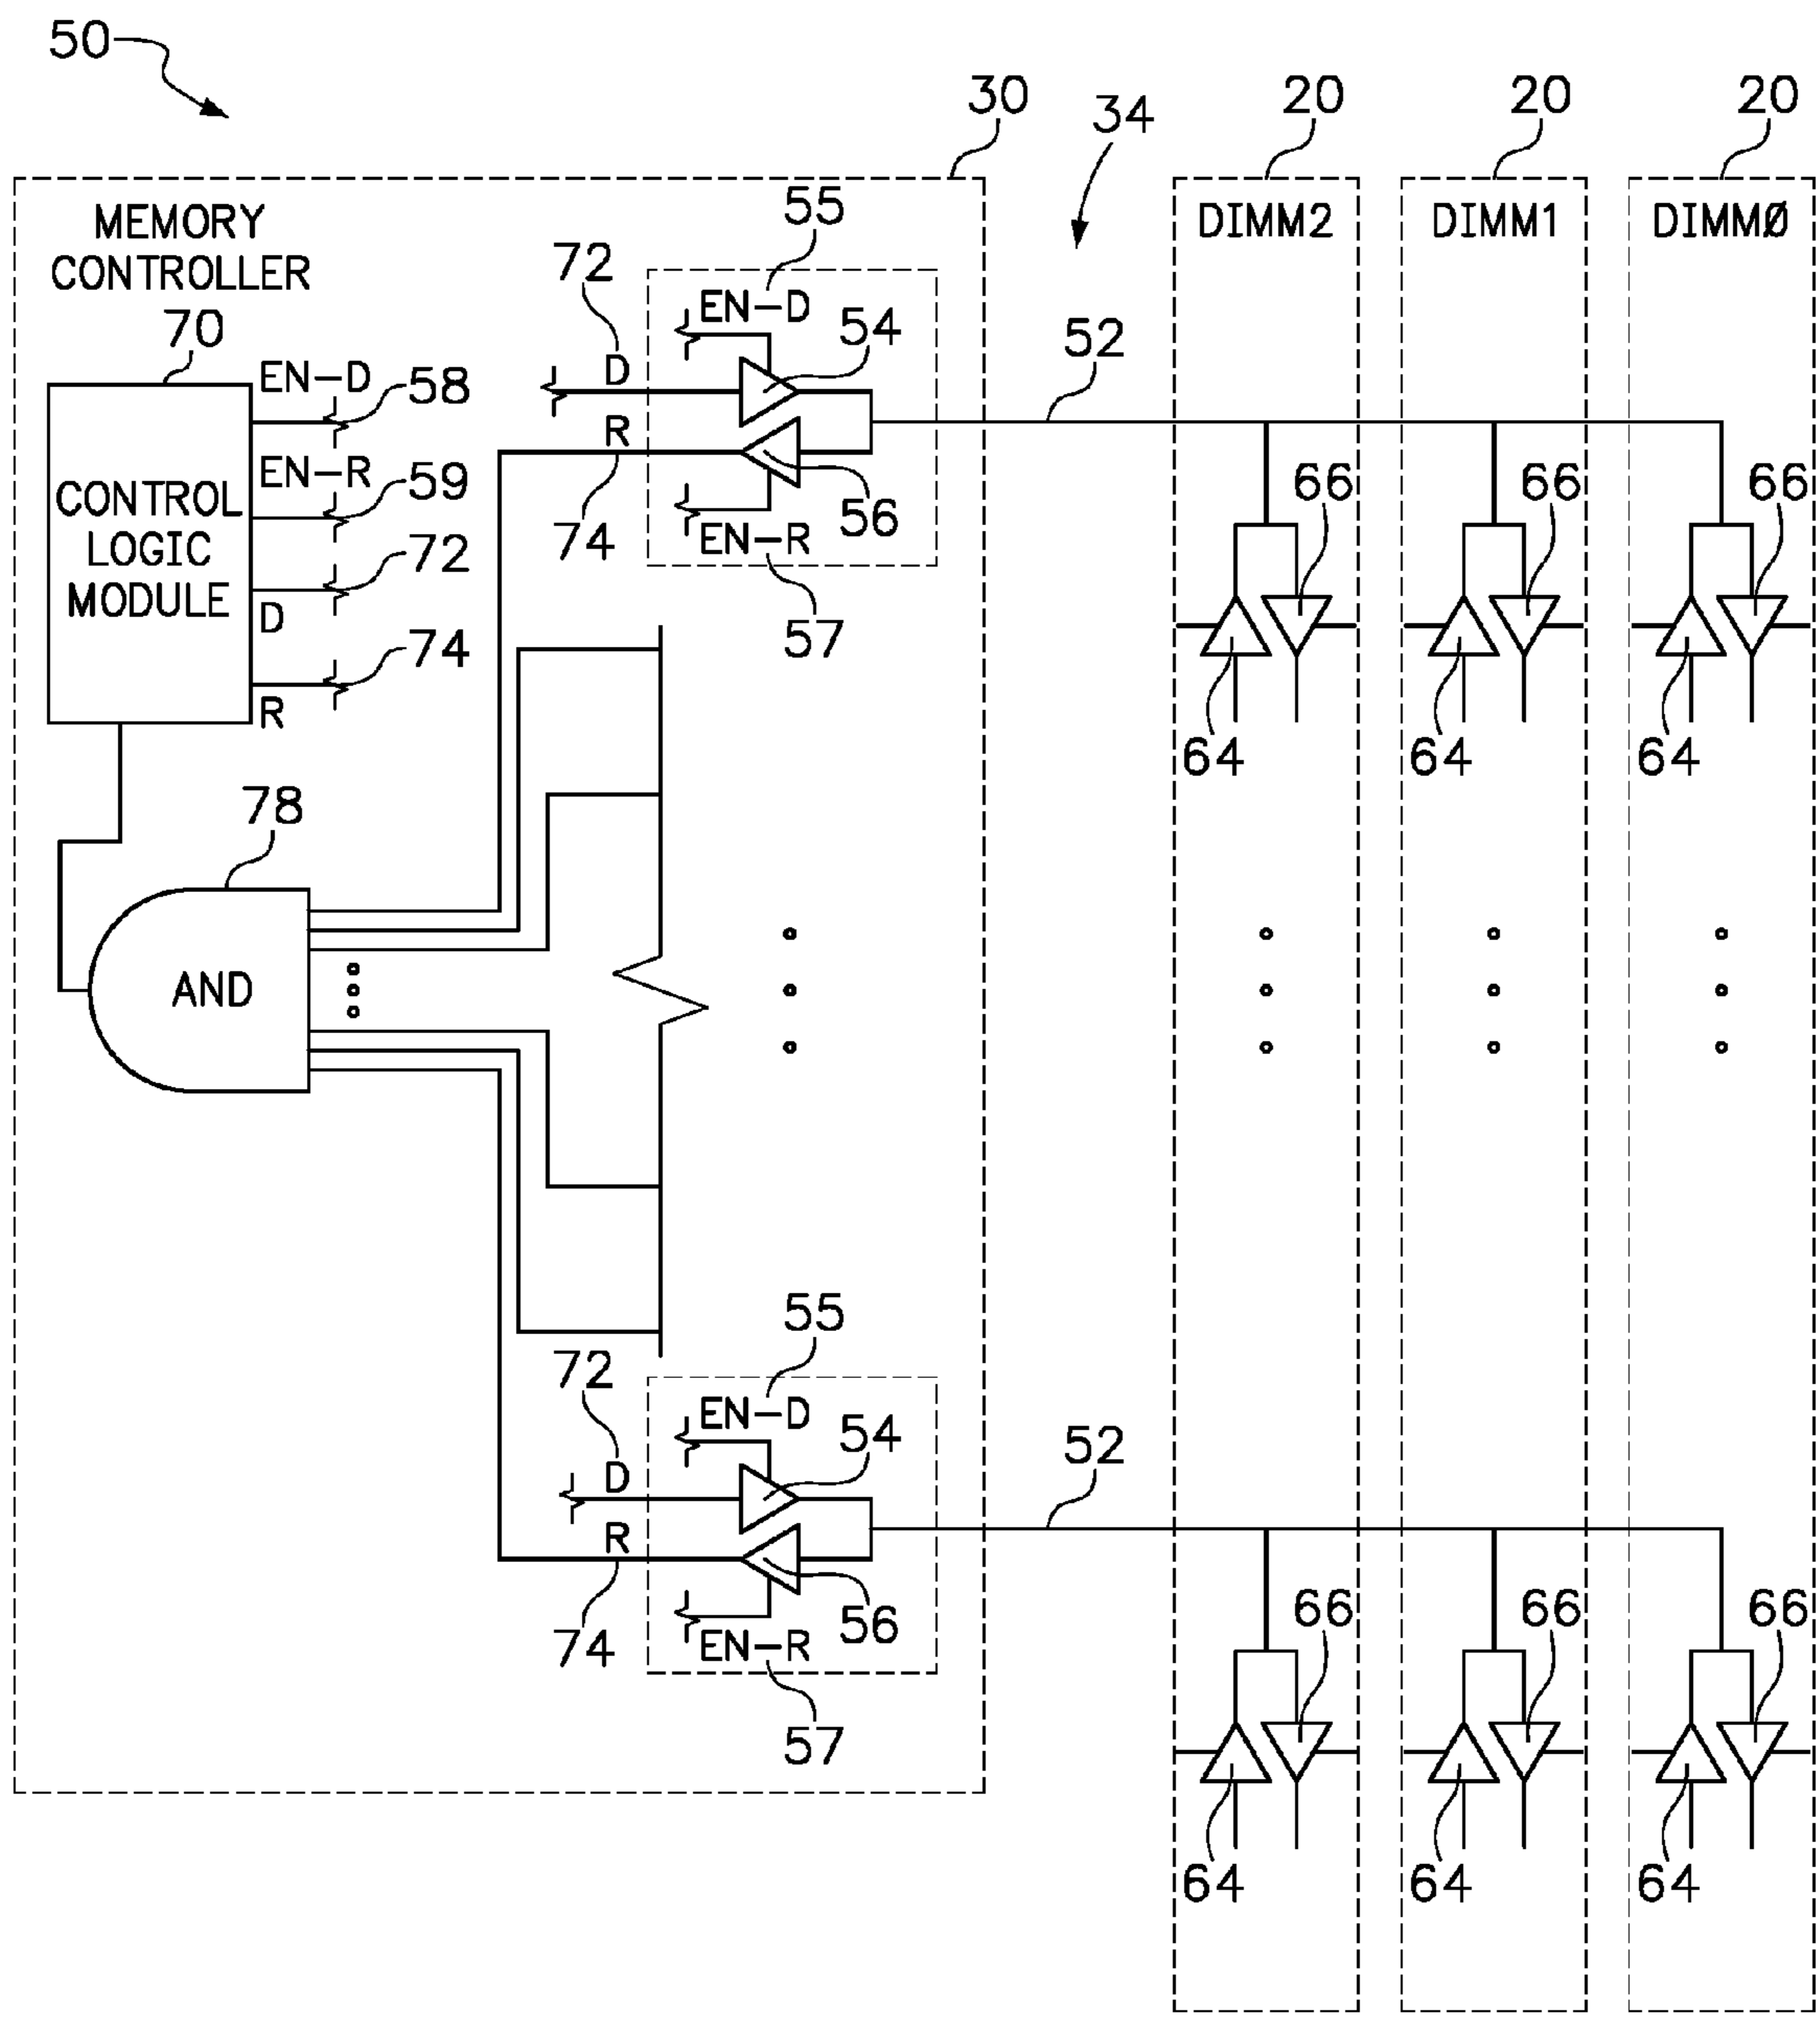 50
30
34
20
20
20
MEMORY
CONTROLLER
70
CONTROL
LOGIC
MODULE
EN-D
58
EN-R
59
72
D
74
R
55
72
EN-D
54
D
R
56
74
EN-R
57
52
DIMM2
DIMM1
DIMMØ
66
66
66
64
64
64
78
AND
55
72
EN-D
54
D
R
56
74
EN-R
57
52
66
66
66
64
64
64